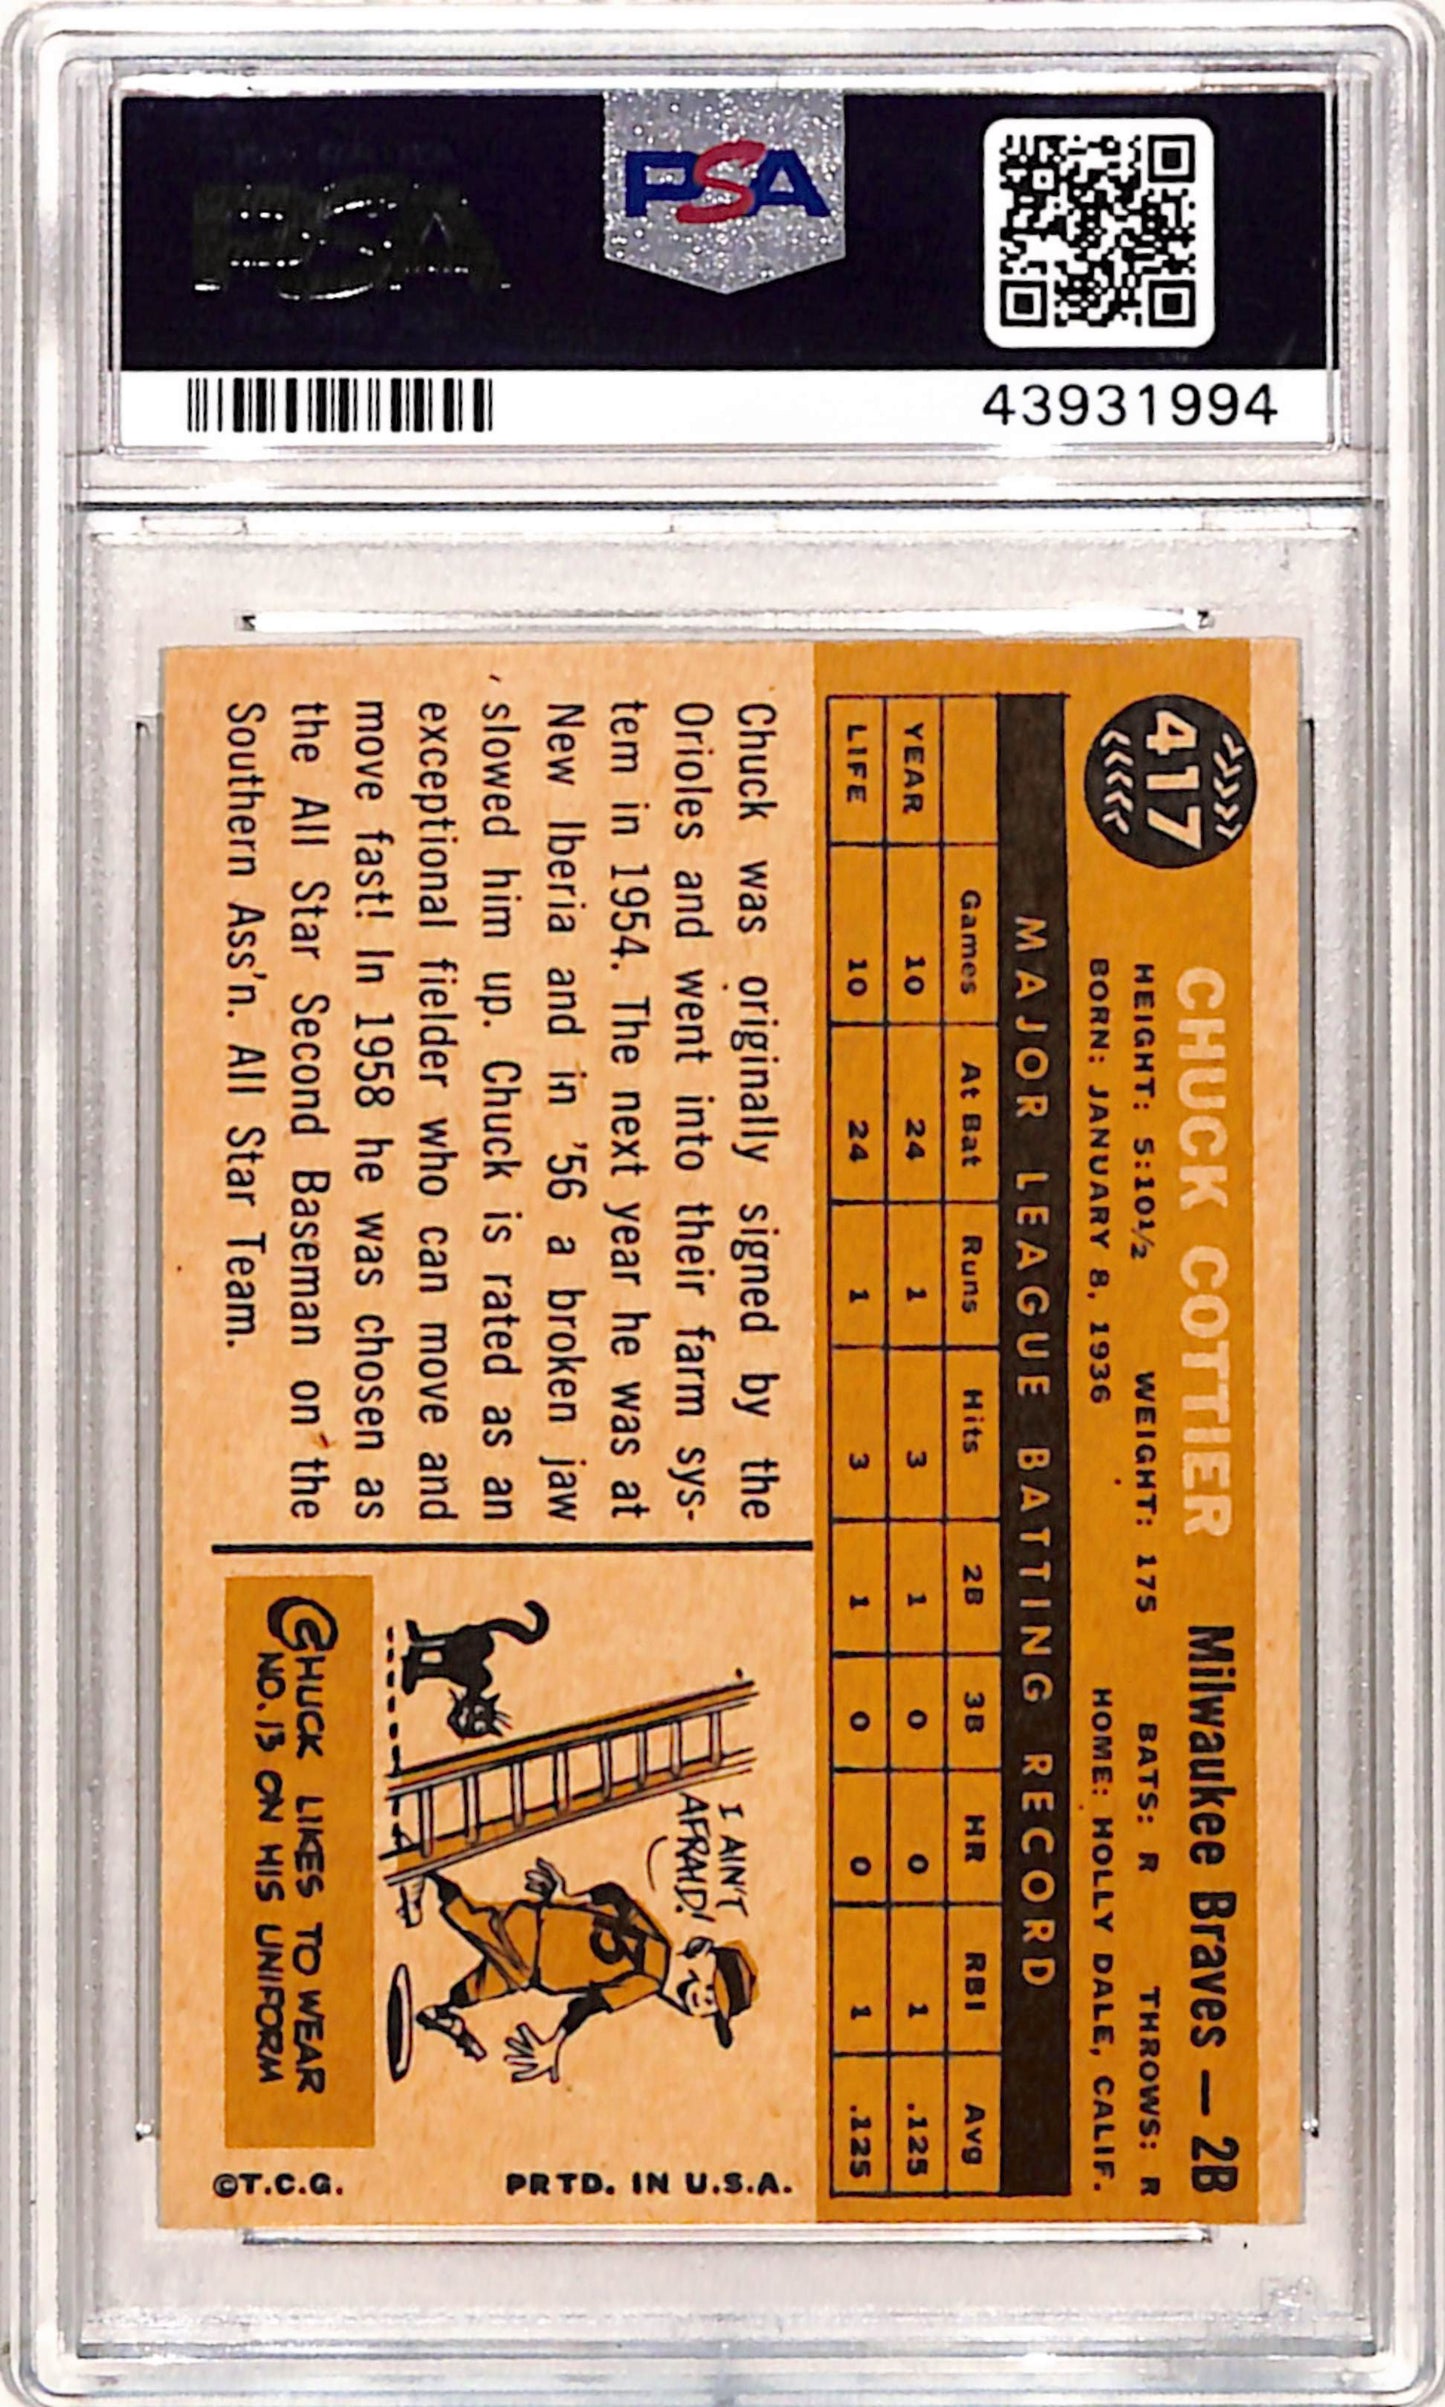 PSA
PSA
43931994
417
CHUCK COTTIER Milwaukee Braves — 2B
HEIGHT: 5:10½ WEIGHT: 175 BATS: R THROWS: R
BORN: JANUARY 8, 1936 HOME: HOLLY DALE, CALIF.
MAJOR LEAGUE BATTING RECORD
Games At Bat Runs Hits 2B 3B HR RBI Avg
YEAR 10 24 1 3 1 0 0 1 .125
LIFE 10 24 1 3 1 0 0 1 .125
Chuck was originally signed by the
Orioles and went into their farm sys-
tem in 1954. The next year he was at
New Iberia and in '56 a broken jaw
slowed him up. Chuck is rated as an
exceptional fielder who can move and
move fast! In 1958 he was chosen as
the All Star Second Baseman on the
Southern Ass'n. All Star Team.
I AIN'T
AFRAID!
13
CHUCK LIKES TO WEAR
NO. 13 ON HIS UNIFORM
©T.C.G. PRTD. IN U.S.A.